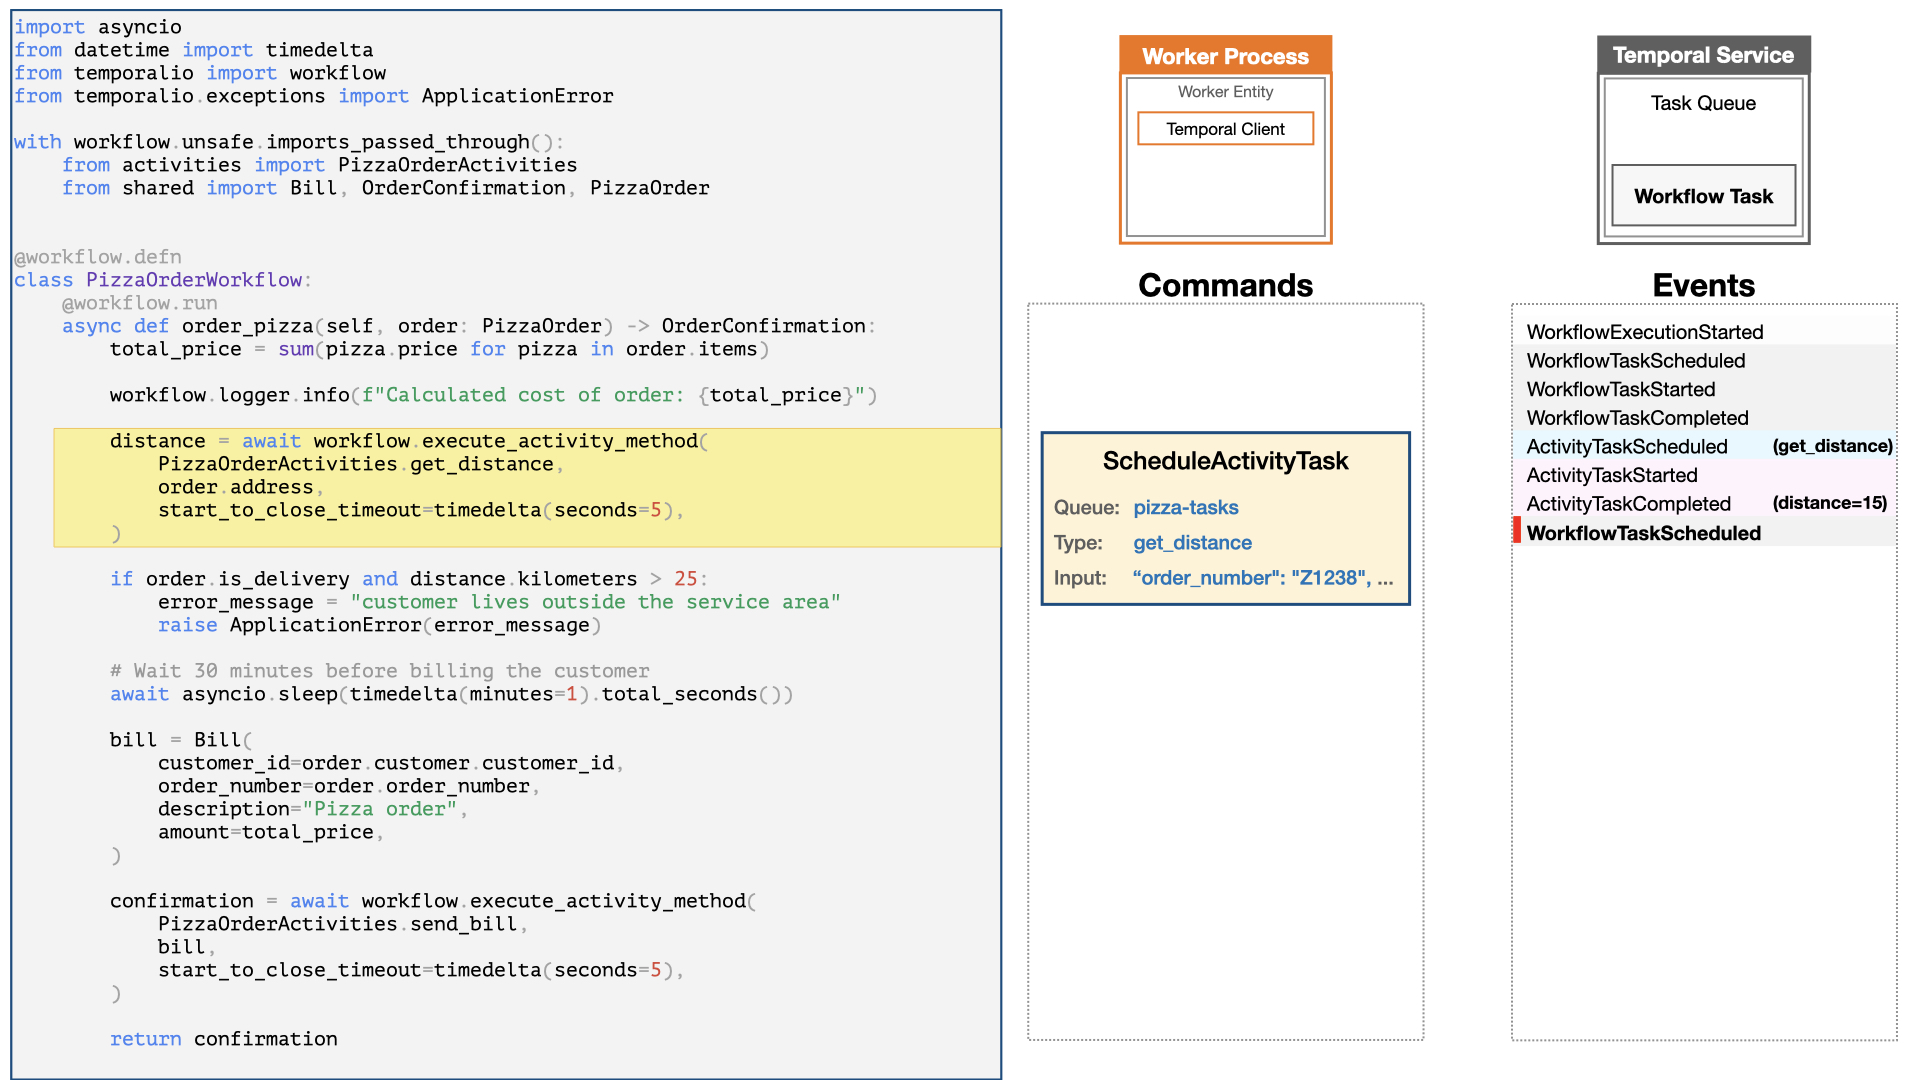 import asyncio
from datetime import timedelta
from temporalio import workflow
from temporalio.exceptions import ApplicationError
with workflow.unsafe.imports_passed_through():
    from activities import PizzaOrderActivities
    from shared import Bill, OrderConfirmation, PizzaOrder
@workflow.defn
class PizzaOrderWorkflow:
    @workflow.run
    async def order_pizza(self, order: PizzaOrder) -> OrderConfirmation:
        total_price = sum(pizza.price for pizza in order.items)
        workflow.logger.info(f"Calculated cost of order: {total_price}")
        distance = await workflow.execute_activity_method(
            PizzaOrderActivities.get_distance,
            order.address,
            start_to_close_timeout=timedelta(seconds=5),
        )
        if order.is_delivery and distance.kilometers > 25:
            error_message = "customer lives outside the service area"
            raise ApplicationError(error_message)
        # Wait 30 minutes before billing the customer
        await asyncio.sleep(timedelta(minutes=1).total_seconds())
        bill = Bill(
            customer_id=order.customer.customer_id,
            order_number=order.order_number,
            description="Pizza order",
            amount=total_price,
        )
        confirmation = await workflow.execute_activity_method(
            PizzaOrderActivities.send_bill,
            bill,
            start_to_close_timeout=timedelta(seconds=5),
        )
        return confirmation
Worker Process
Worker Entity
Temporal Client
Temporal Service
Task Queue
Workflow Task
Commands
ScheduleActivityTask
Queue: pizza-tasks
Type: get_distance
Input: “order_number": "Z1238", ...
Events
WorkflowExecutionStarted
WorkflowTaskScheduled
WorkflowTaskStarted
WorkflowTaskCompleted
ActivityTaskScheduled (get_distance)
ActivityTaskStarted
ActivityTaskCompleted (distance=15)
WorkflowTaskScheduled